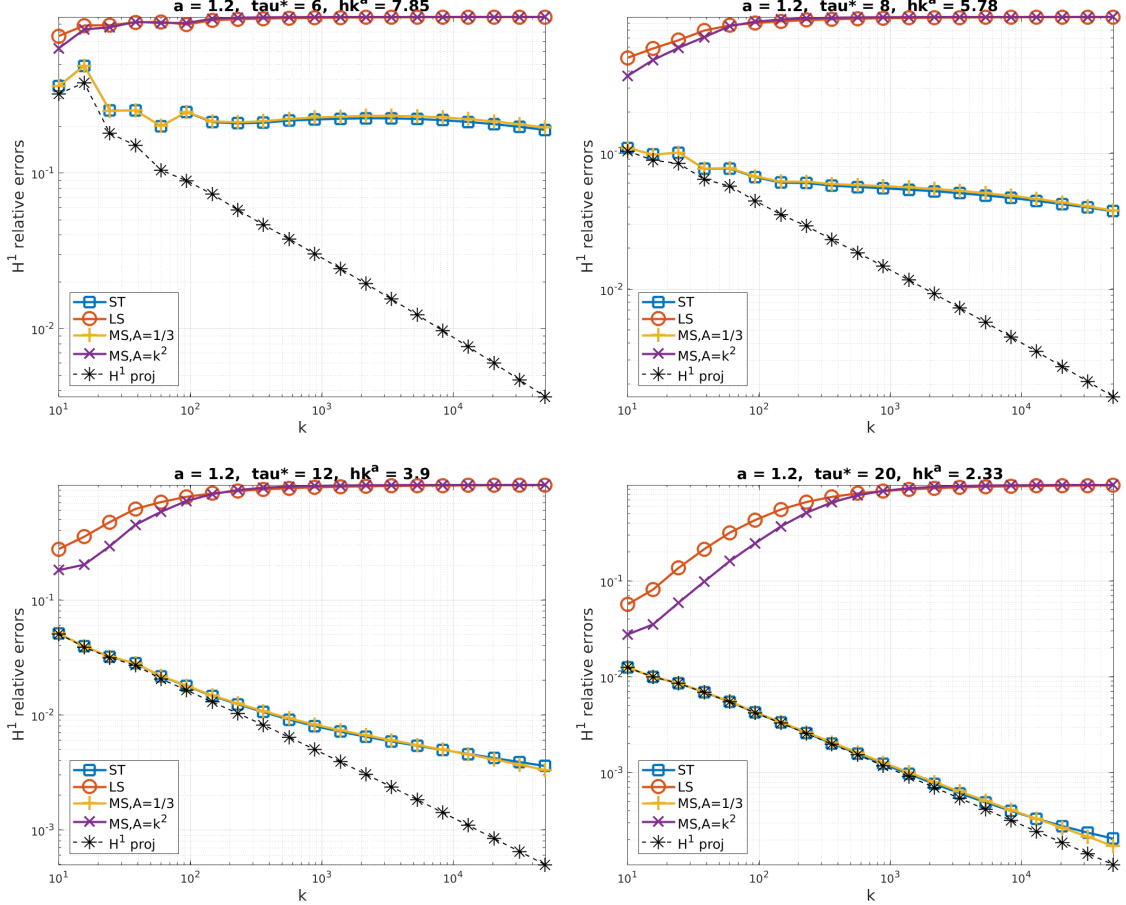 a = 1.2, tau* = 6, hk^a = 7.85
H^1 relative errors
10^-1
10^-2
ST
LS
MS,A=1/3
MS,A=k^2
H^1 proj
10^1
10^2
10^3
10^4
k
a = 1.2, tau* = 8, hk^a = 5.78
H^1 relative errors
10^-1
10^-2
ST
LS
MS,A=1/3
MS,A=k^2
H^1 proj
10^1
10^2
10^3
10^4
k
a = 1.2, tau* = 12, hk^a = 3.9
H^1 relative errors
10^-1
10^-2
10^-3
ST
LS
MS,A=1/3
MS,A=k^2
H^1 proj
10^1
10^2
10^3
10^4
k
a = 1.2, tau* = 20, hk^a = 2.33
H^1 relative errors
10^-1
10^-2
10^-3
ST
LS
MS,A=1/3
MS,A=k^2
H^1 proj
10^1
10^2
10^3
10^4
k